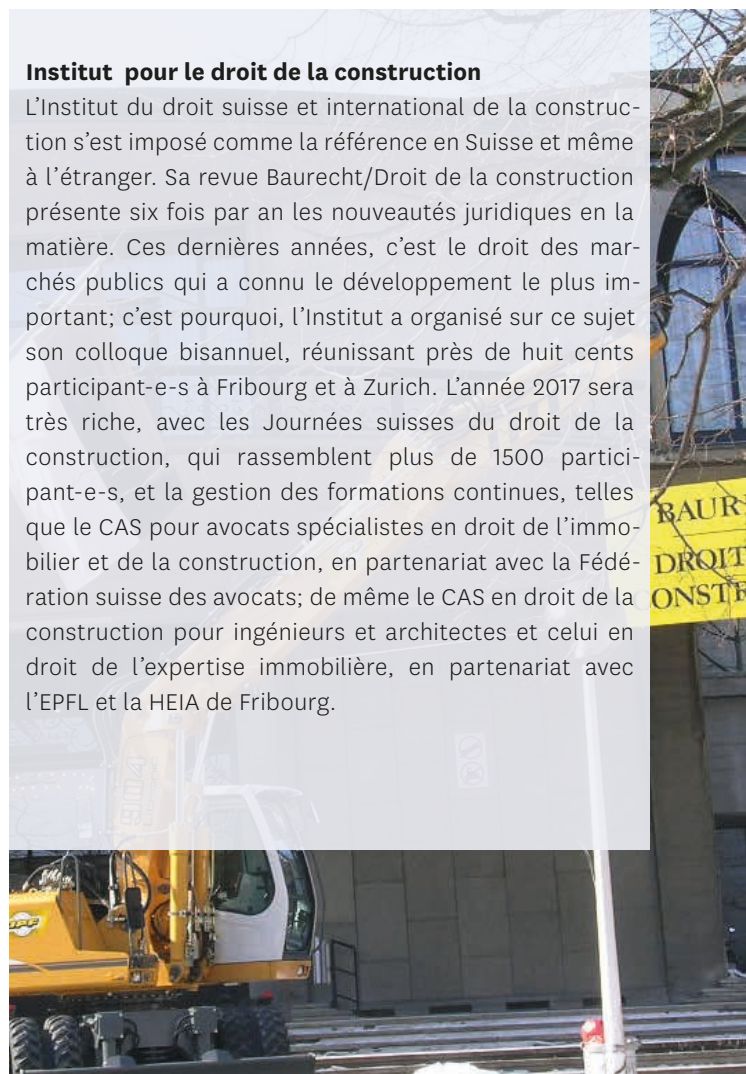 Institut pour le droit de la construction
L’Institut du droit suisse et international de la construc-
tion s’est imposé comme la référence en Suisse et même
à l’étranger. Sa revue Baurecht/Droit de la construction
présente six fois par an les nouveautés juridiques en la
matière. Ces dernières années, c’est le droit des mar-
chés publics qui a connu le développement le plus im-
portant; c’est pourquoi, l’Institut a organisé sur ce sujet
son colloque bisannuel, réunissant près de huit cents
participant-e-s à Fribourg et à Zurich. L’année 2017 sera
très riche, avec les Journées suisses du droit de la
construction, qui rassemblent plus de 1500 partici-
pant-e-s, et la gestion des formations continues, telles
que le CAS pour avocats spécialistes en droit de l’immo-
bilier et de la construction, en partenariat avec la Fédé-
ration suisse des avocats; de même le CAS en droit de la
construction pour ingénieurs et architectes et celui en
droit de l’expertise immobilière, en partenariat avec
l’EPFL et la HEIA de Fribourg.
BAUR
DROIT
ONSTR
904